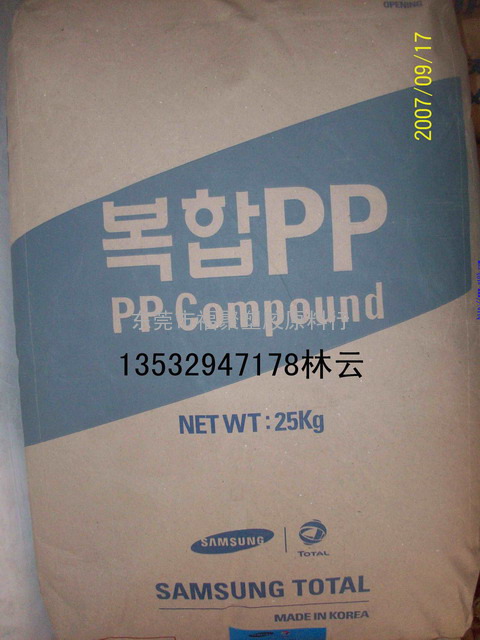 OPENING
2007/09/17
복합PP
PP Compound
13532947178林云
NET WT : 25Kg
SAMSUNG
TOTAL
SAMSUNG TOTAL
MADE IN KOREA